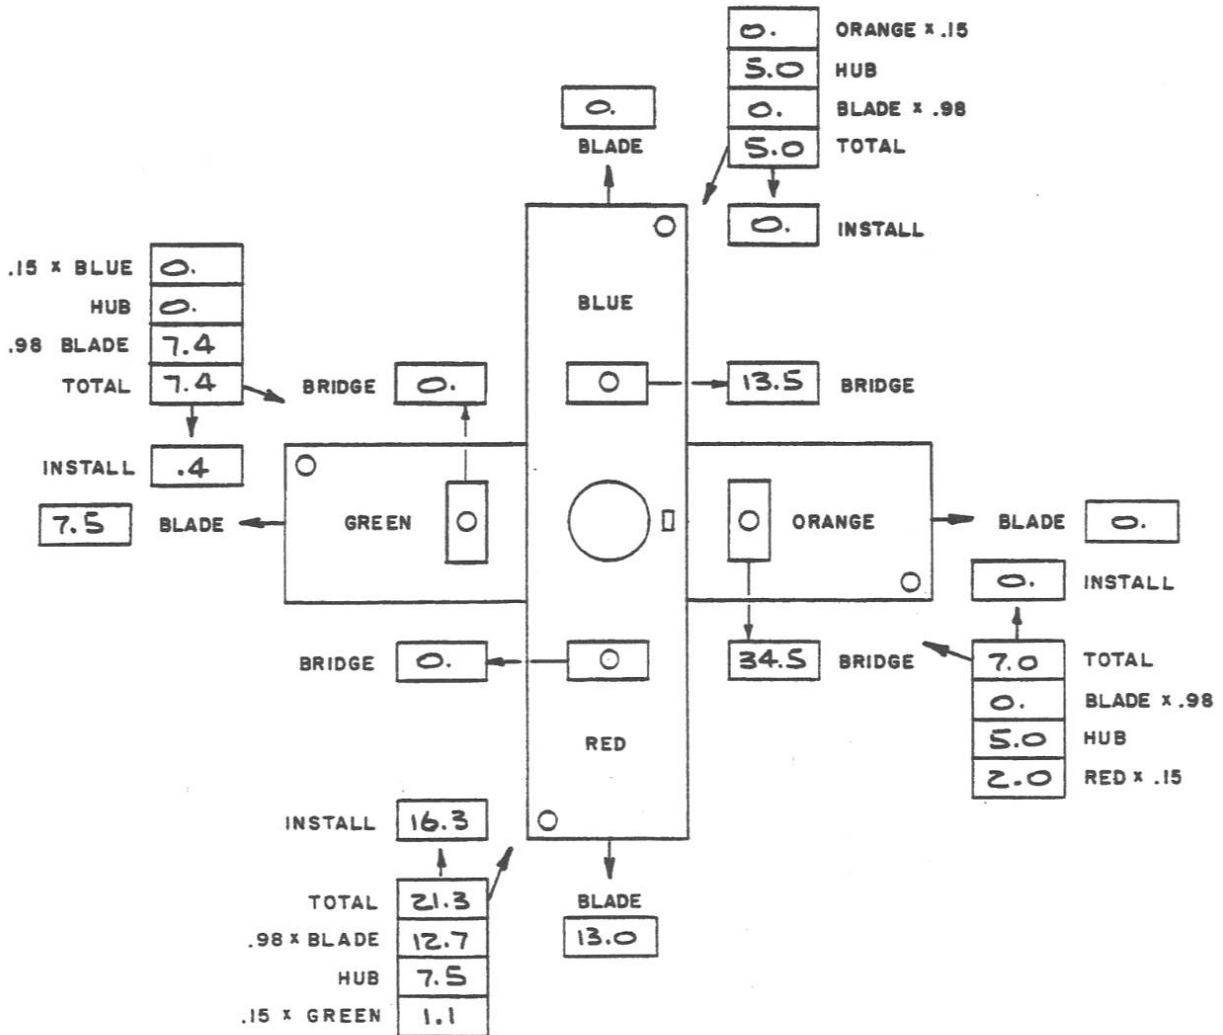 0. ORANGE x .15
5.0 HUB
0. BLADE x .98
5.0 TOTAL
0. INSTALL
0.
BLADE
.15 x BLUE 0.
HUB 0.
.98 BLADE 7.4
TOTAL 7.4
INSTALL .4
7.5 BLADE
BRIDGE 0.
BLUE
13.5 BRIDGE
GREEN
ORANGE
BLADE 0.
0. INSTALL
7.0 TOTAL
0. BLADE x .98
5.0 HUB
2.0 RED x .15
BRIDGE 0.
34.5 BRIDGE
RED
INSTALL 16.3
TOTAL 21.3
.98 x BLADE 12.7
HUB 7.5
.15 x GREEN 1.1
BLADE
13.0